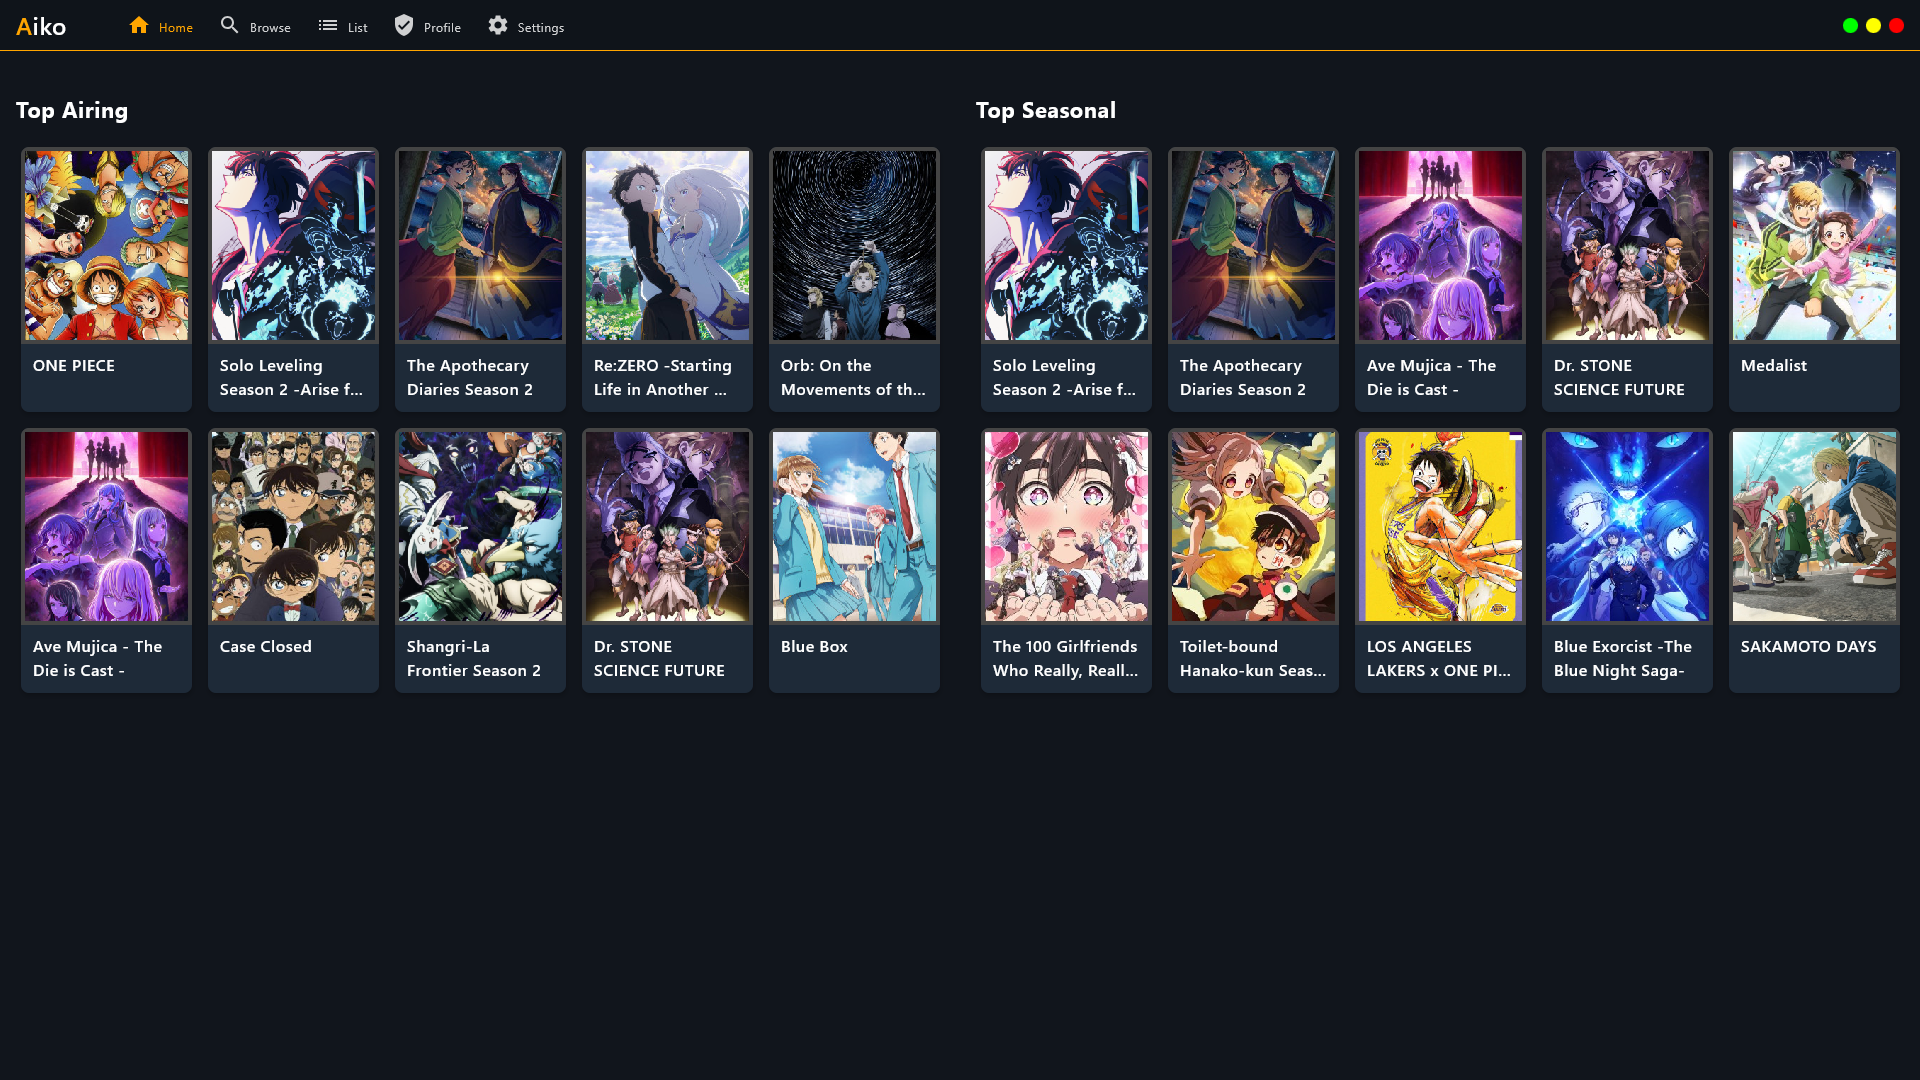 Aiko
Home
Browse
List
Profile
Settings
Top Airing
ONE PIECE
Solo Leveling
Season 2 -Arise f...
The Apothecary
Diaries Season 2
Re:ZERO -Starting
Life in Another ...
Orb: On the
Movements of th...
Ave Mujica - The
Die is Cast -
Case Closed
Shangri-La
Frontier Season 2
Dr. STONE
SCIENCE FUTURE
Blue Box
Top Seasonal
Solo Leveling
Season 2 -Arise f...
The Apothecary
Diaries Season 2
Ave Mujica - The
Die is Cast -
Dr. STONE
SCIENCE FUTURE
Medalist
The 100 Girlfriends
Who Really, Reall...
Toilet-bound
Hanako-kun Seas...
LOS ANGELES
LAKERS x ONE PI...
Blue Exorcist -The
Blue Night Saga-
SAKAMOTO DAYS